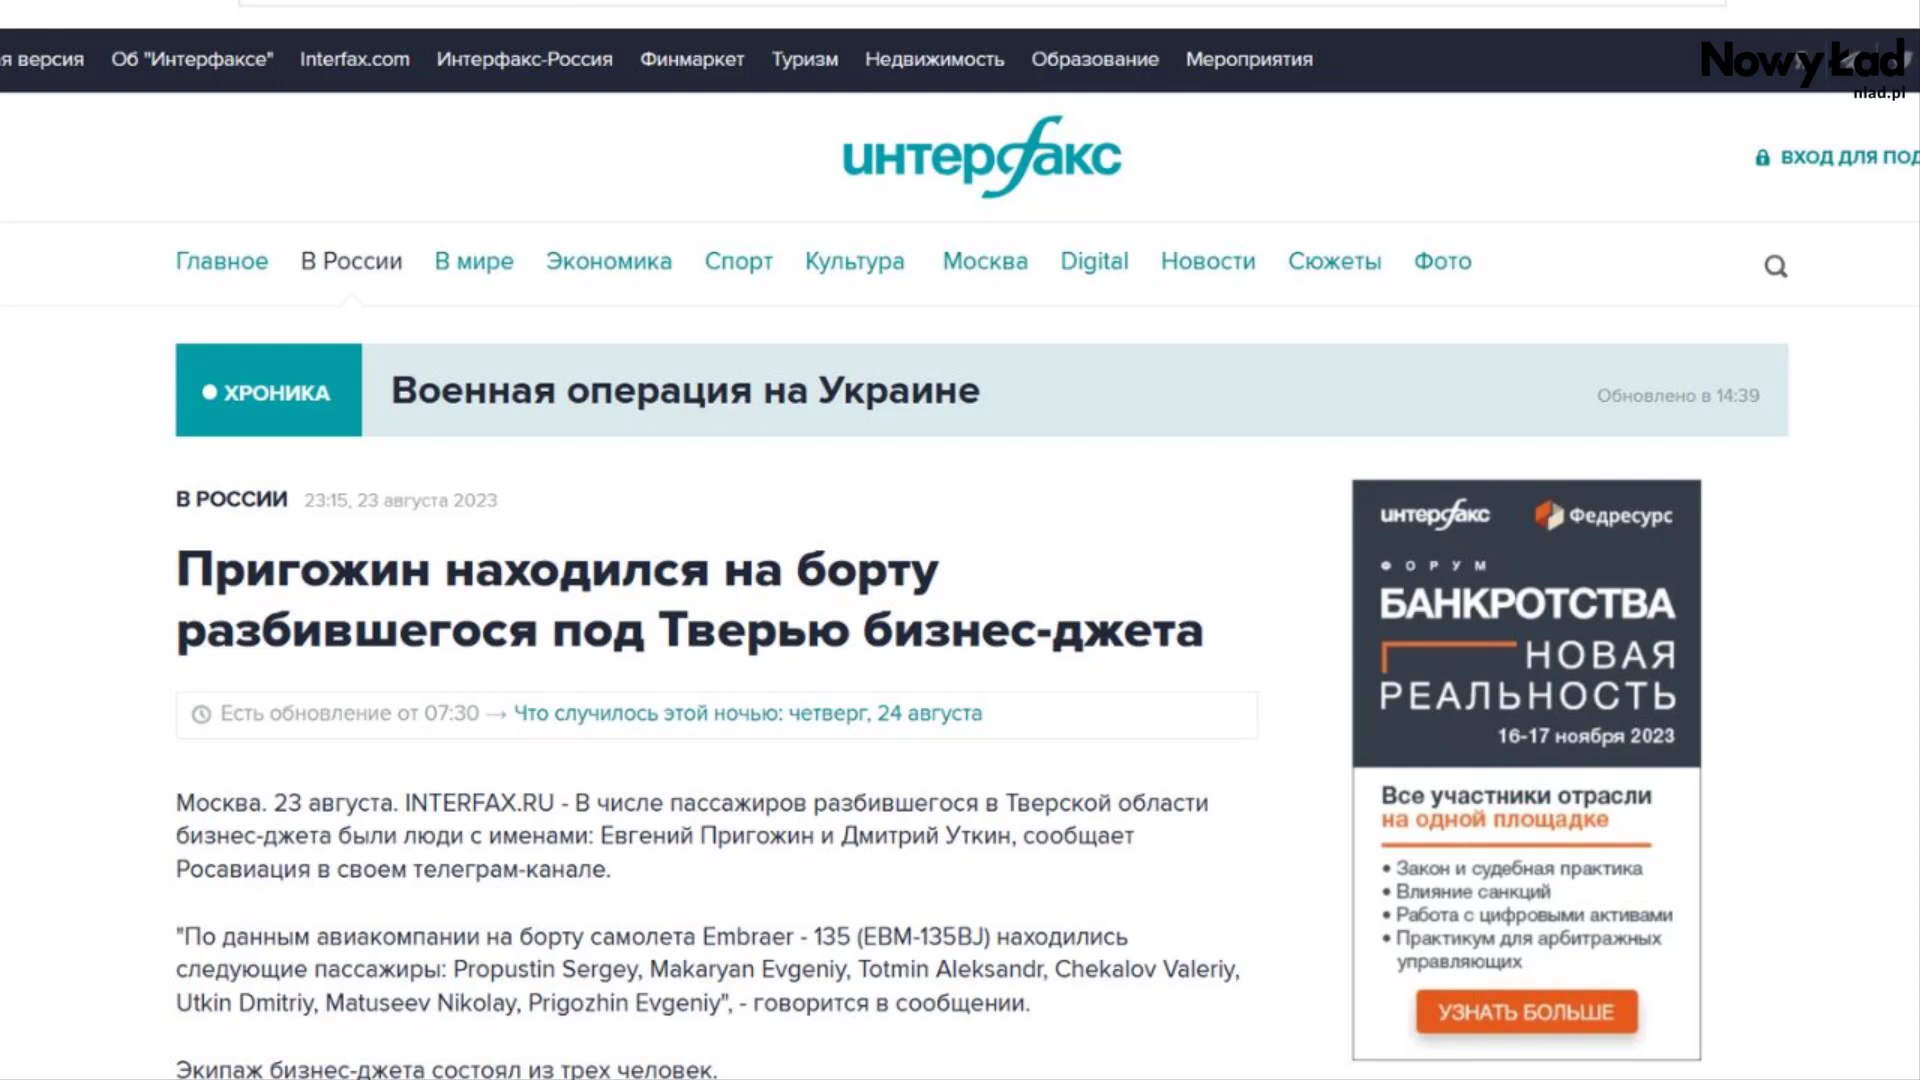 я версия Об "Интерфаксе" Interfax.com Интерфакс-Россия Финмаркет Туризм Недвижимость Образование Мероприятия
Nowy Ład
nlad.pl
интерфакс
ВХОД ДЛЯ ПОД
Главное В России В мире Экономика Спорт Культура Москва Digital Новости Сюжеты Фото
ХРОНИКА
Военная операция на Украине
Обновлено в 14:39
В РОССИИ 23:15, 23 августа 2023
Пригожин находился на борту
разбившегося под Тверью бизнес-джета
Есть обновление от 07:30 → Что случилось этой ночью: четверг, 24 августа
Москва. 23 августа. INTERFAX.RU - В числе пассажиров разбившегося в Тверской области
бизнес-джета были люди с именами: Евгений Пригожин и Дмитрий Уткин, сообщает
Росавиация в своем телеграм-канале.
"По данным авиакомпании на борту самолета Embraer - 135 (EBM-135BJ) находились
следующие пассажиры: Propustin Sergey, Makaryan Evgeniy, Totmin Aleksandr, Chekalov Valeriy,
Utkin Dmitriy, Matuseev Nikolay, Prigozhin Evgeniy", - говорится в сообщении.
Экипаж бизнес-джета состоял из трех человек.
интерфакс Федресурс
ФОРУМ
БАНКРОТСТВА
НОВАЯ
РЕАЛЬНОСТЬ
16-17 ноября 2023
Все участники отрасли
на одной площадке
• Закон и судебная практика
• Влияние санкций
• Работа с цифровыми активами
• Практикум для арбитражных
управляющих
УЗНАТЬ БОЛЬШЕ